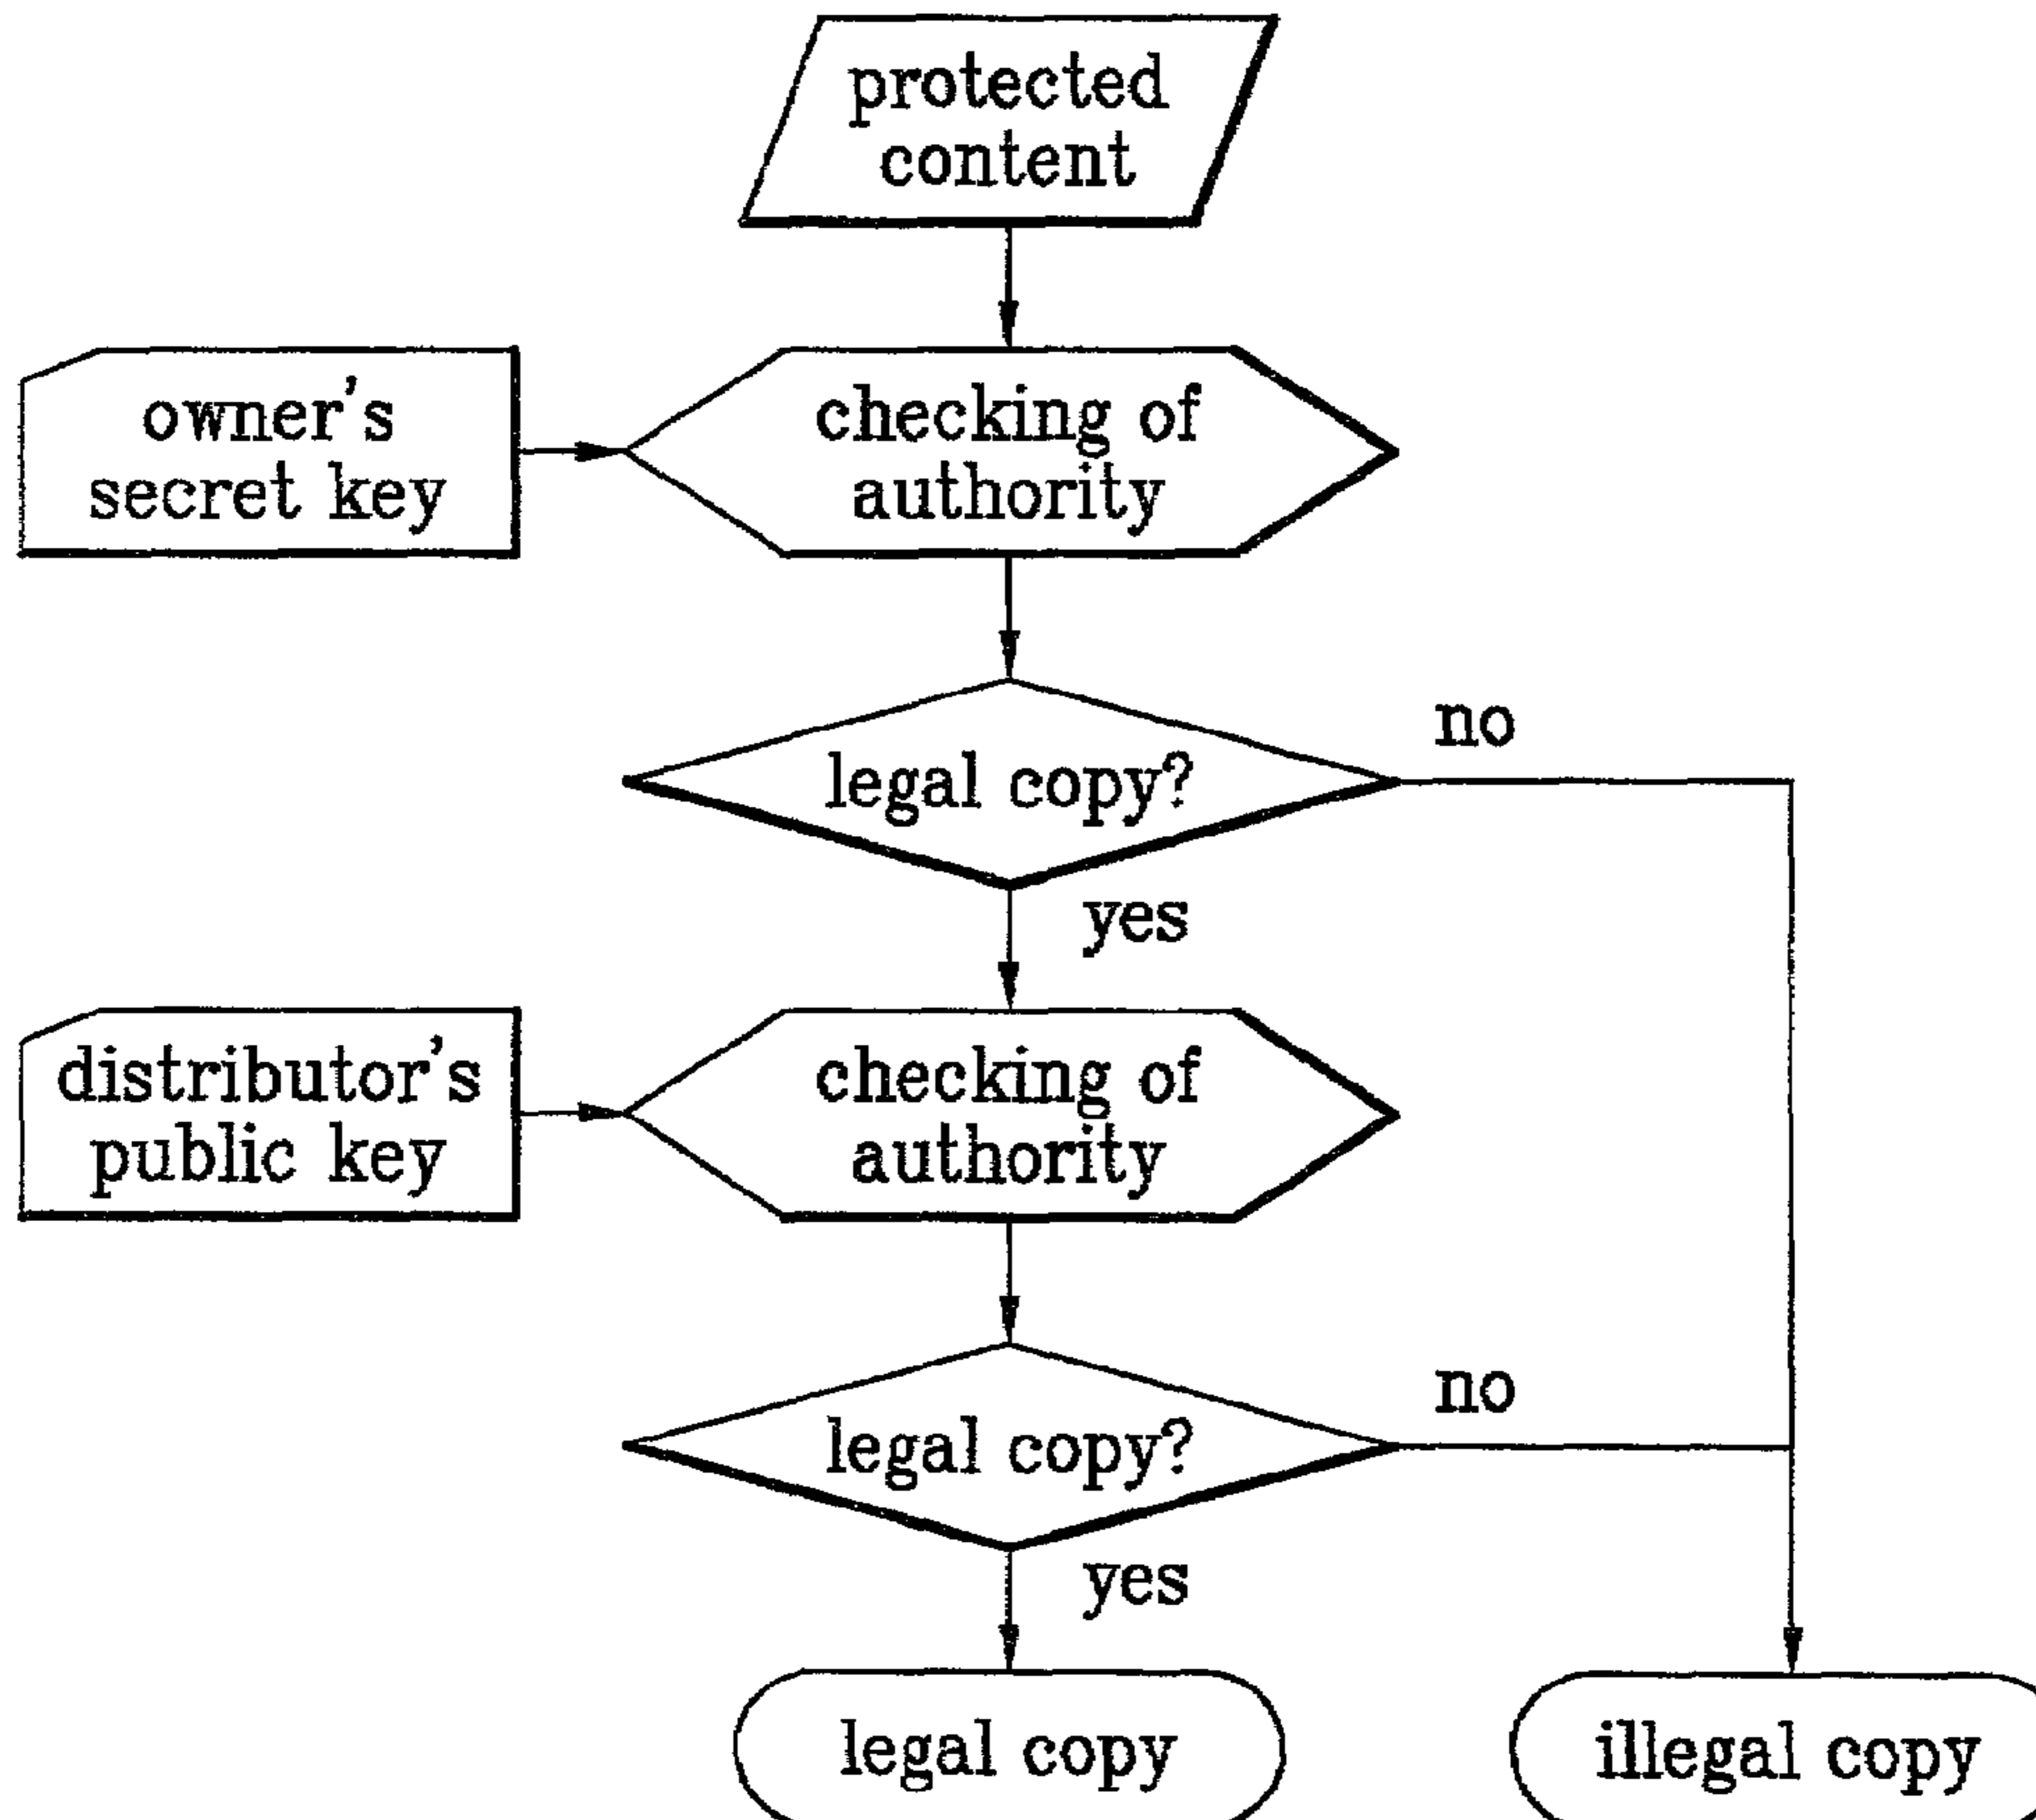 protected
content
owner's
secret key
checking of
authority
legal copy?
no
yes
distributor's
public key
checking of
authority
legal copy?
no
yes
legal copy
illegal copy